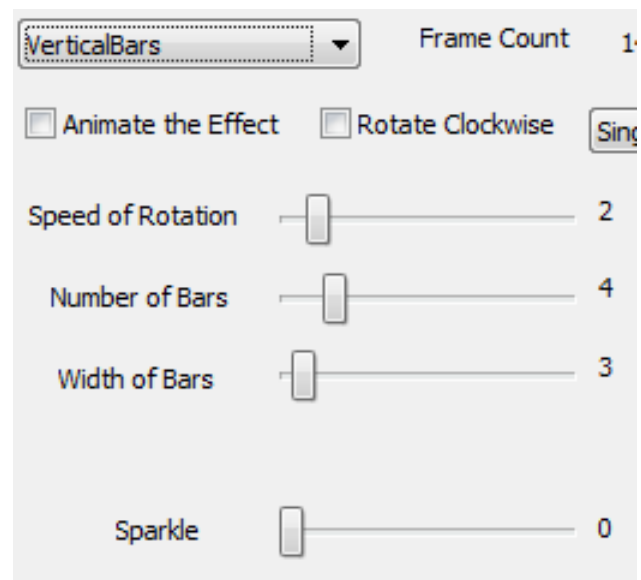 VerticalBars Frame Count
Animate the Effect Rotate Clockwise
Speed of Rotation 2
Number of Bars 4
Width of Bars 3
Sparkle 0